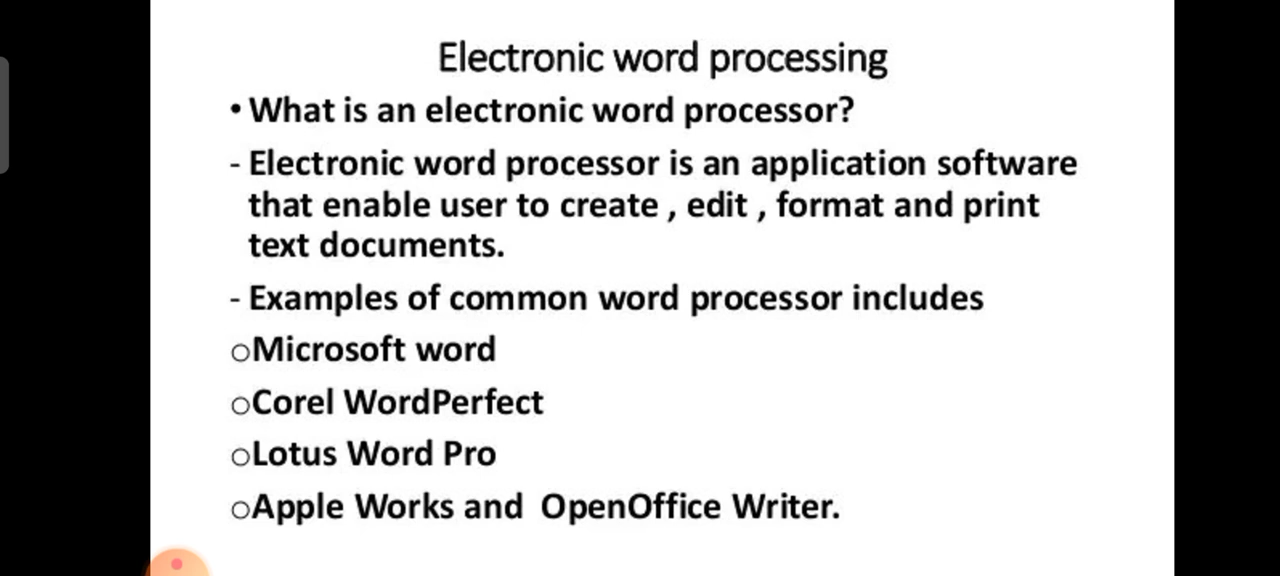 Electronic word processing
• What is an electronic word processor?
- Electronic word processor is an application software
that enable user to create , edit , format and print
text documents.
- Examples of common word processor includes
oMicrosoft word
oCorel WordPerfect
oLotus Word Pro
oApple Works and OpenOffice Writer.